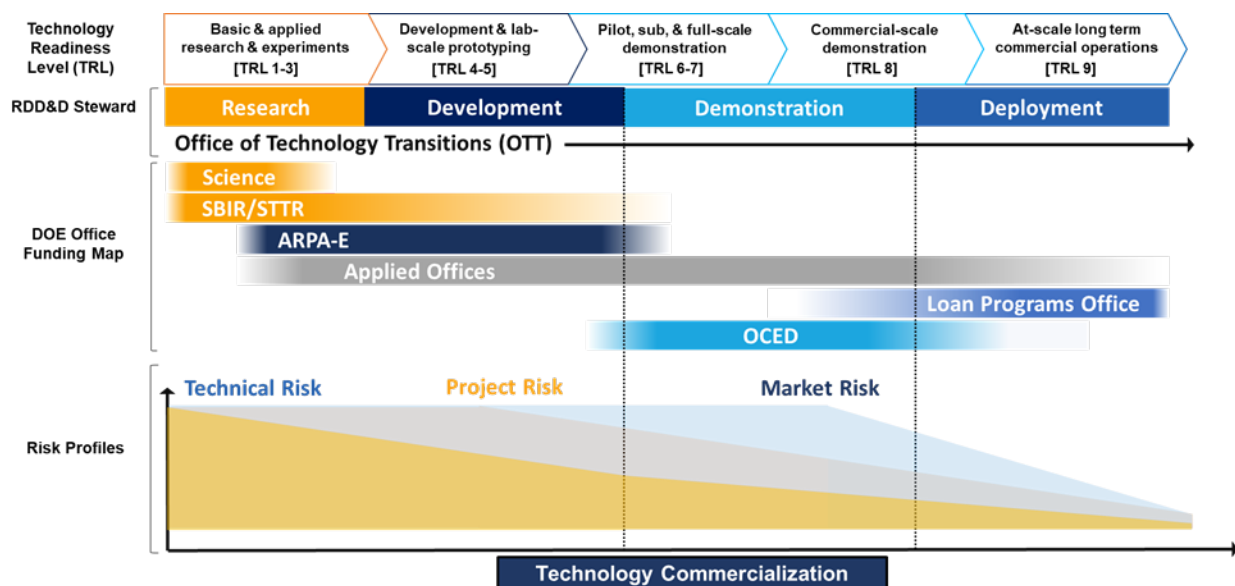 Technology
Readiness
Level (TRL)
Basic & applied
research & experiments
[TRL 1-3]
Development & lab-
scale prototyping
[TRL 4-5]
Pilot, sub, & full-scale
demonstration
[TRL 6-7]
Commercial-scale
demonstration
[TRL 8]
At-scale long term
commercial operations
[TRL 9]
RDD&D Steward
Research
Development
Demonstration
Deployment
Office of Technology Transitions (OTT)
DOE Office
Funding Map
Science
SBIR/STTR
ARPA-E
Applied Offices
Loan Programs Office
OCED
Risk Profiles
Technical Risk
Project Risk
Market Risk
Technology Commercialization